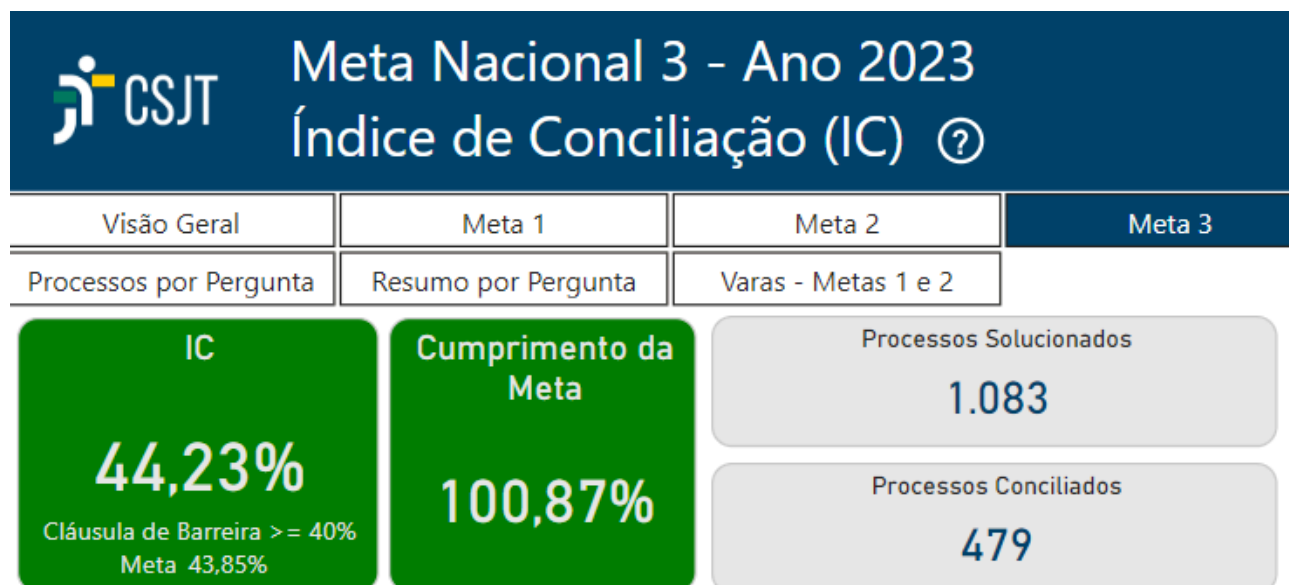 CSJT
Meta Nacional 3 - Ano 2023
Índice de Conciliação (IC) ?
Visão Geral
Meta 1
Meta 2
Meta 3
Processos por Pergunta
Resumo por Pergunta
Varas - Metas 1 e 2
IC
44,23%
Cláusula de Barreira >= 40%
Meta 43,85%
Cumprimento da
Meta
100,87%
Processos Solucionados
1.083
Processos Conciliados
479